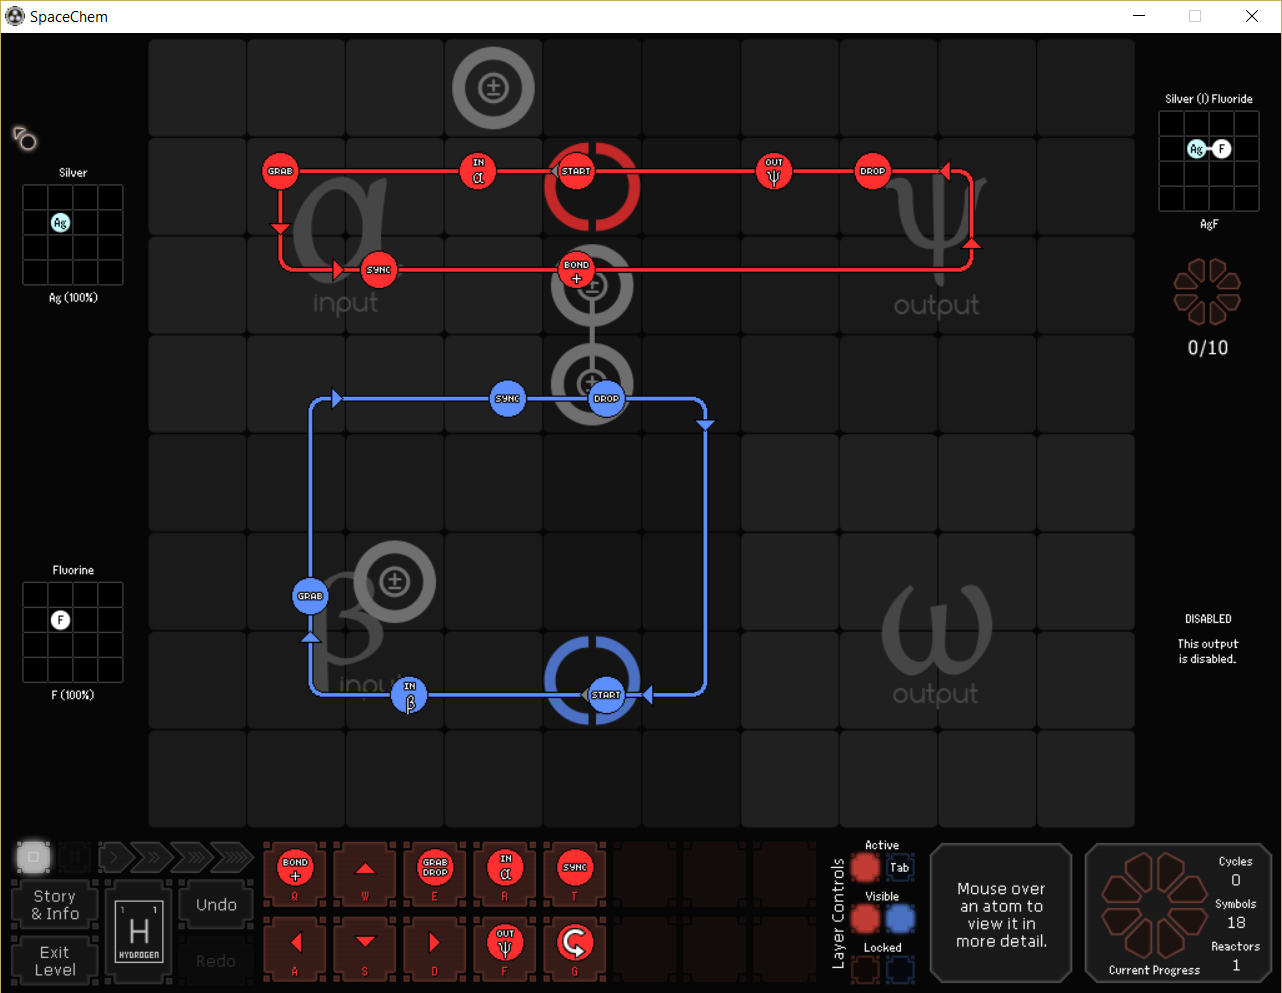 SpaceChem
Silver
Ag
Ag (100%)
Fluorine
F
F (100%)
GRAB
IN
α
START
OUT
ψ
DROP
SYNC
BOND
+
α
input
ψ
output
±
±
±
SYNC
DROP
GRAB
±
β
input
IN
β
START
ω
output
Silver (I) Fluoride
Ag F
AgF
0/10
DISABLED
This output
is disabled.
Story
& Info
Exit
Level
1 1
H
HYDROGEN
Undo
Redo
BOND
+
Q
W
GRAB
DROP
E
IN
α
R
SYNC
T
A
S
D
OUT
ψ
F
G
Layer Controls
Active
Tab
Visible
Locked
Mouse over
an atom to
view it in
more detail.
Cycles
0
Symbols
18
Reactors
1
Current Progress